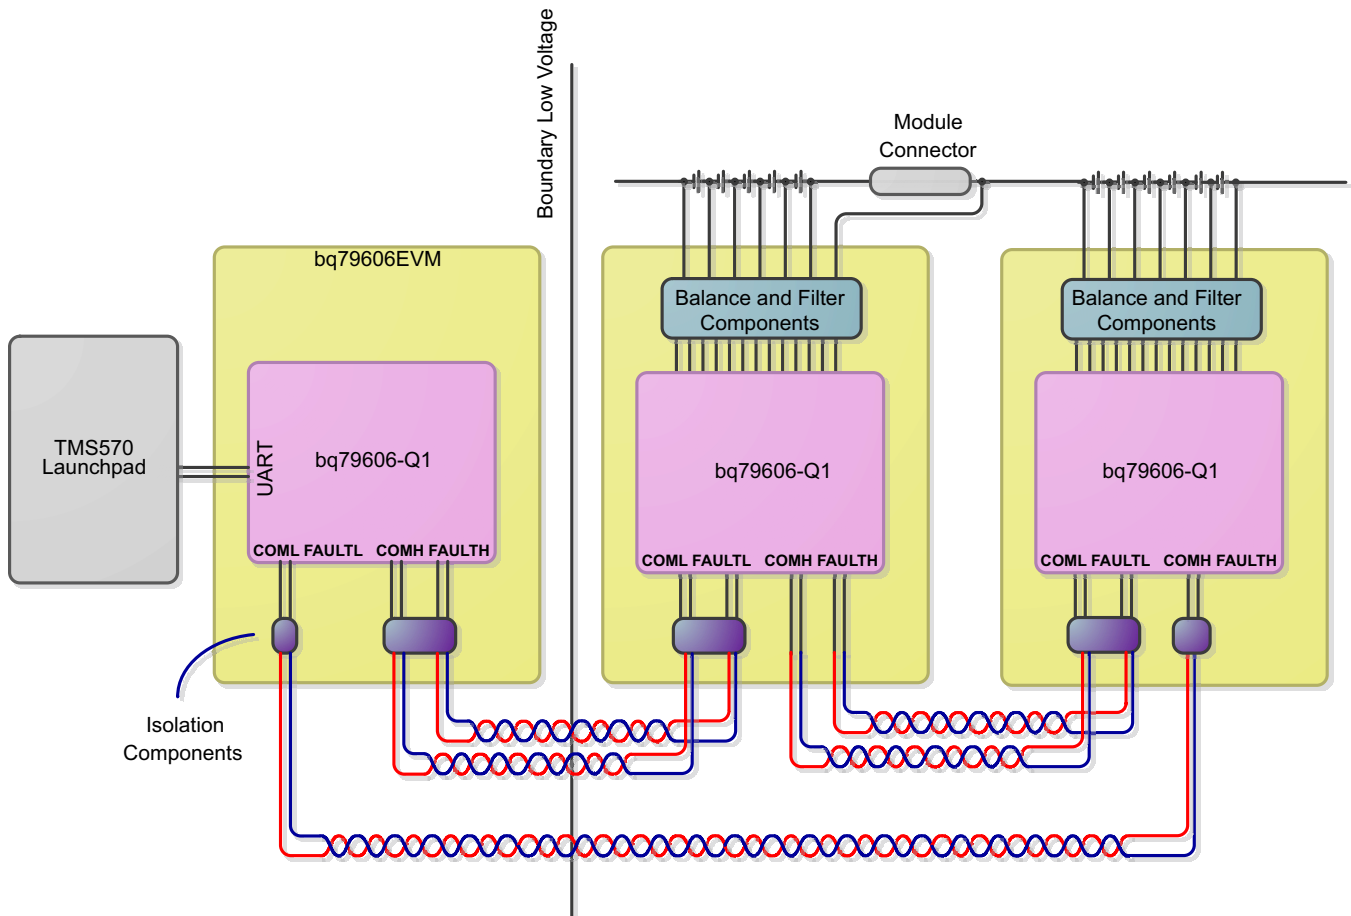 Boundary Low Voltage
Module
Connector
bq79606EVM
Balance and Filter
Components
Balance and Filter
Components
TMS570
Launchpad
UART
bq79606-Q1
bq79606-Q1
bq79606-Q1
COML FAULTL COMH FAULTH
COML FAULTL COMH FAULTH
COML FAULTL COMH FAULTH
Isolation
Components